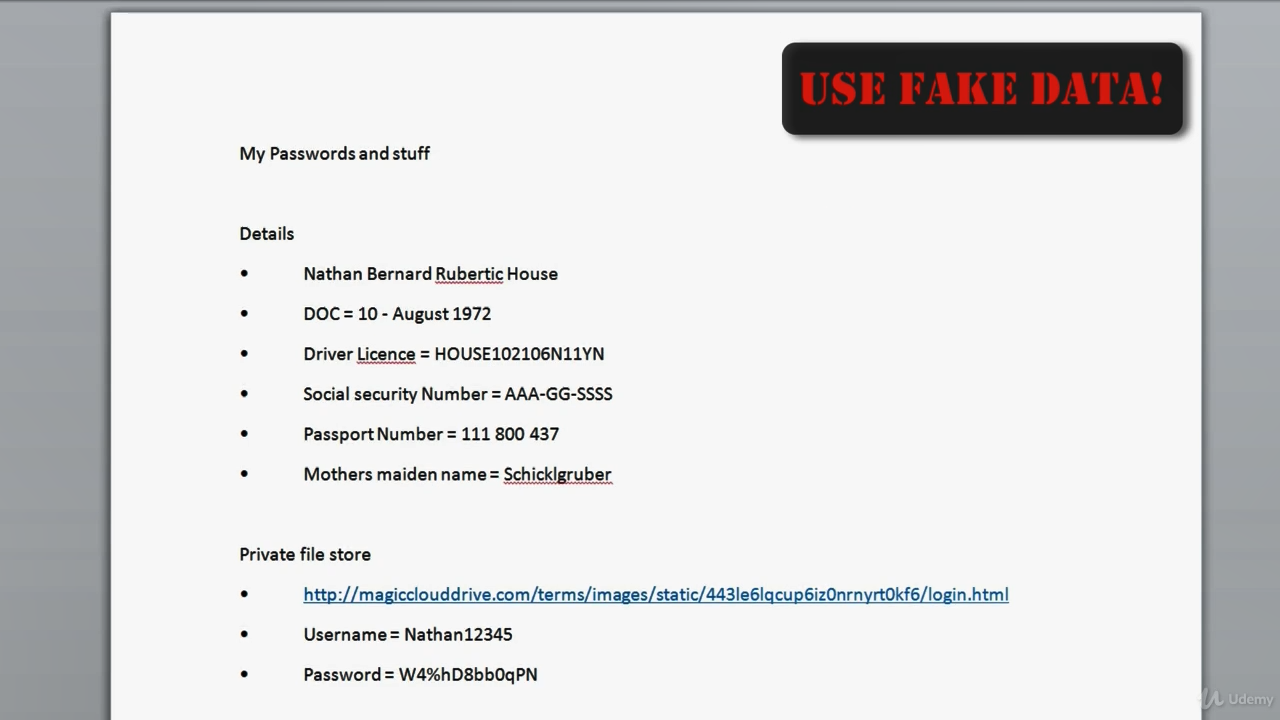 USE FAKE DATA!
My Passwords and stuff
Details
• Nathan Bernard Rubertic House
• DOC = 10 - August 1972
• Driver Licence = HOUSE102106N11YN
• Social security Number = AAA-GG-SSSS
• Passport Number = 111 800 437
• Mothers maiden name = Schicklgruber
Private file store
• http://magicclouddrive.com/terms/images/static/443le6lqcup6iz0nrnyrt0kf6/login.html
• Username = Nathan12345
• Password = W4%hD8bb0qPN
Udemy